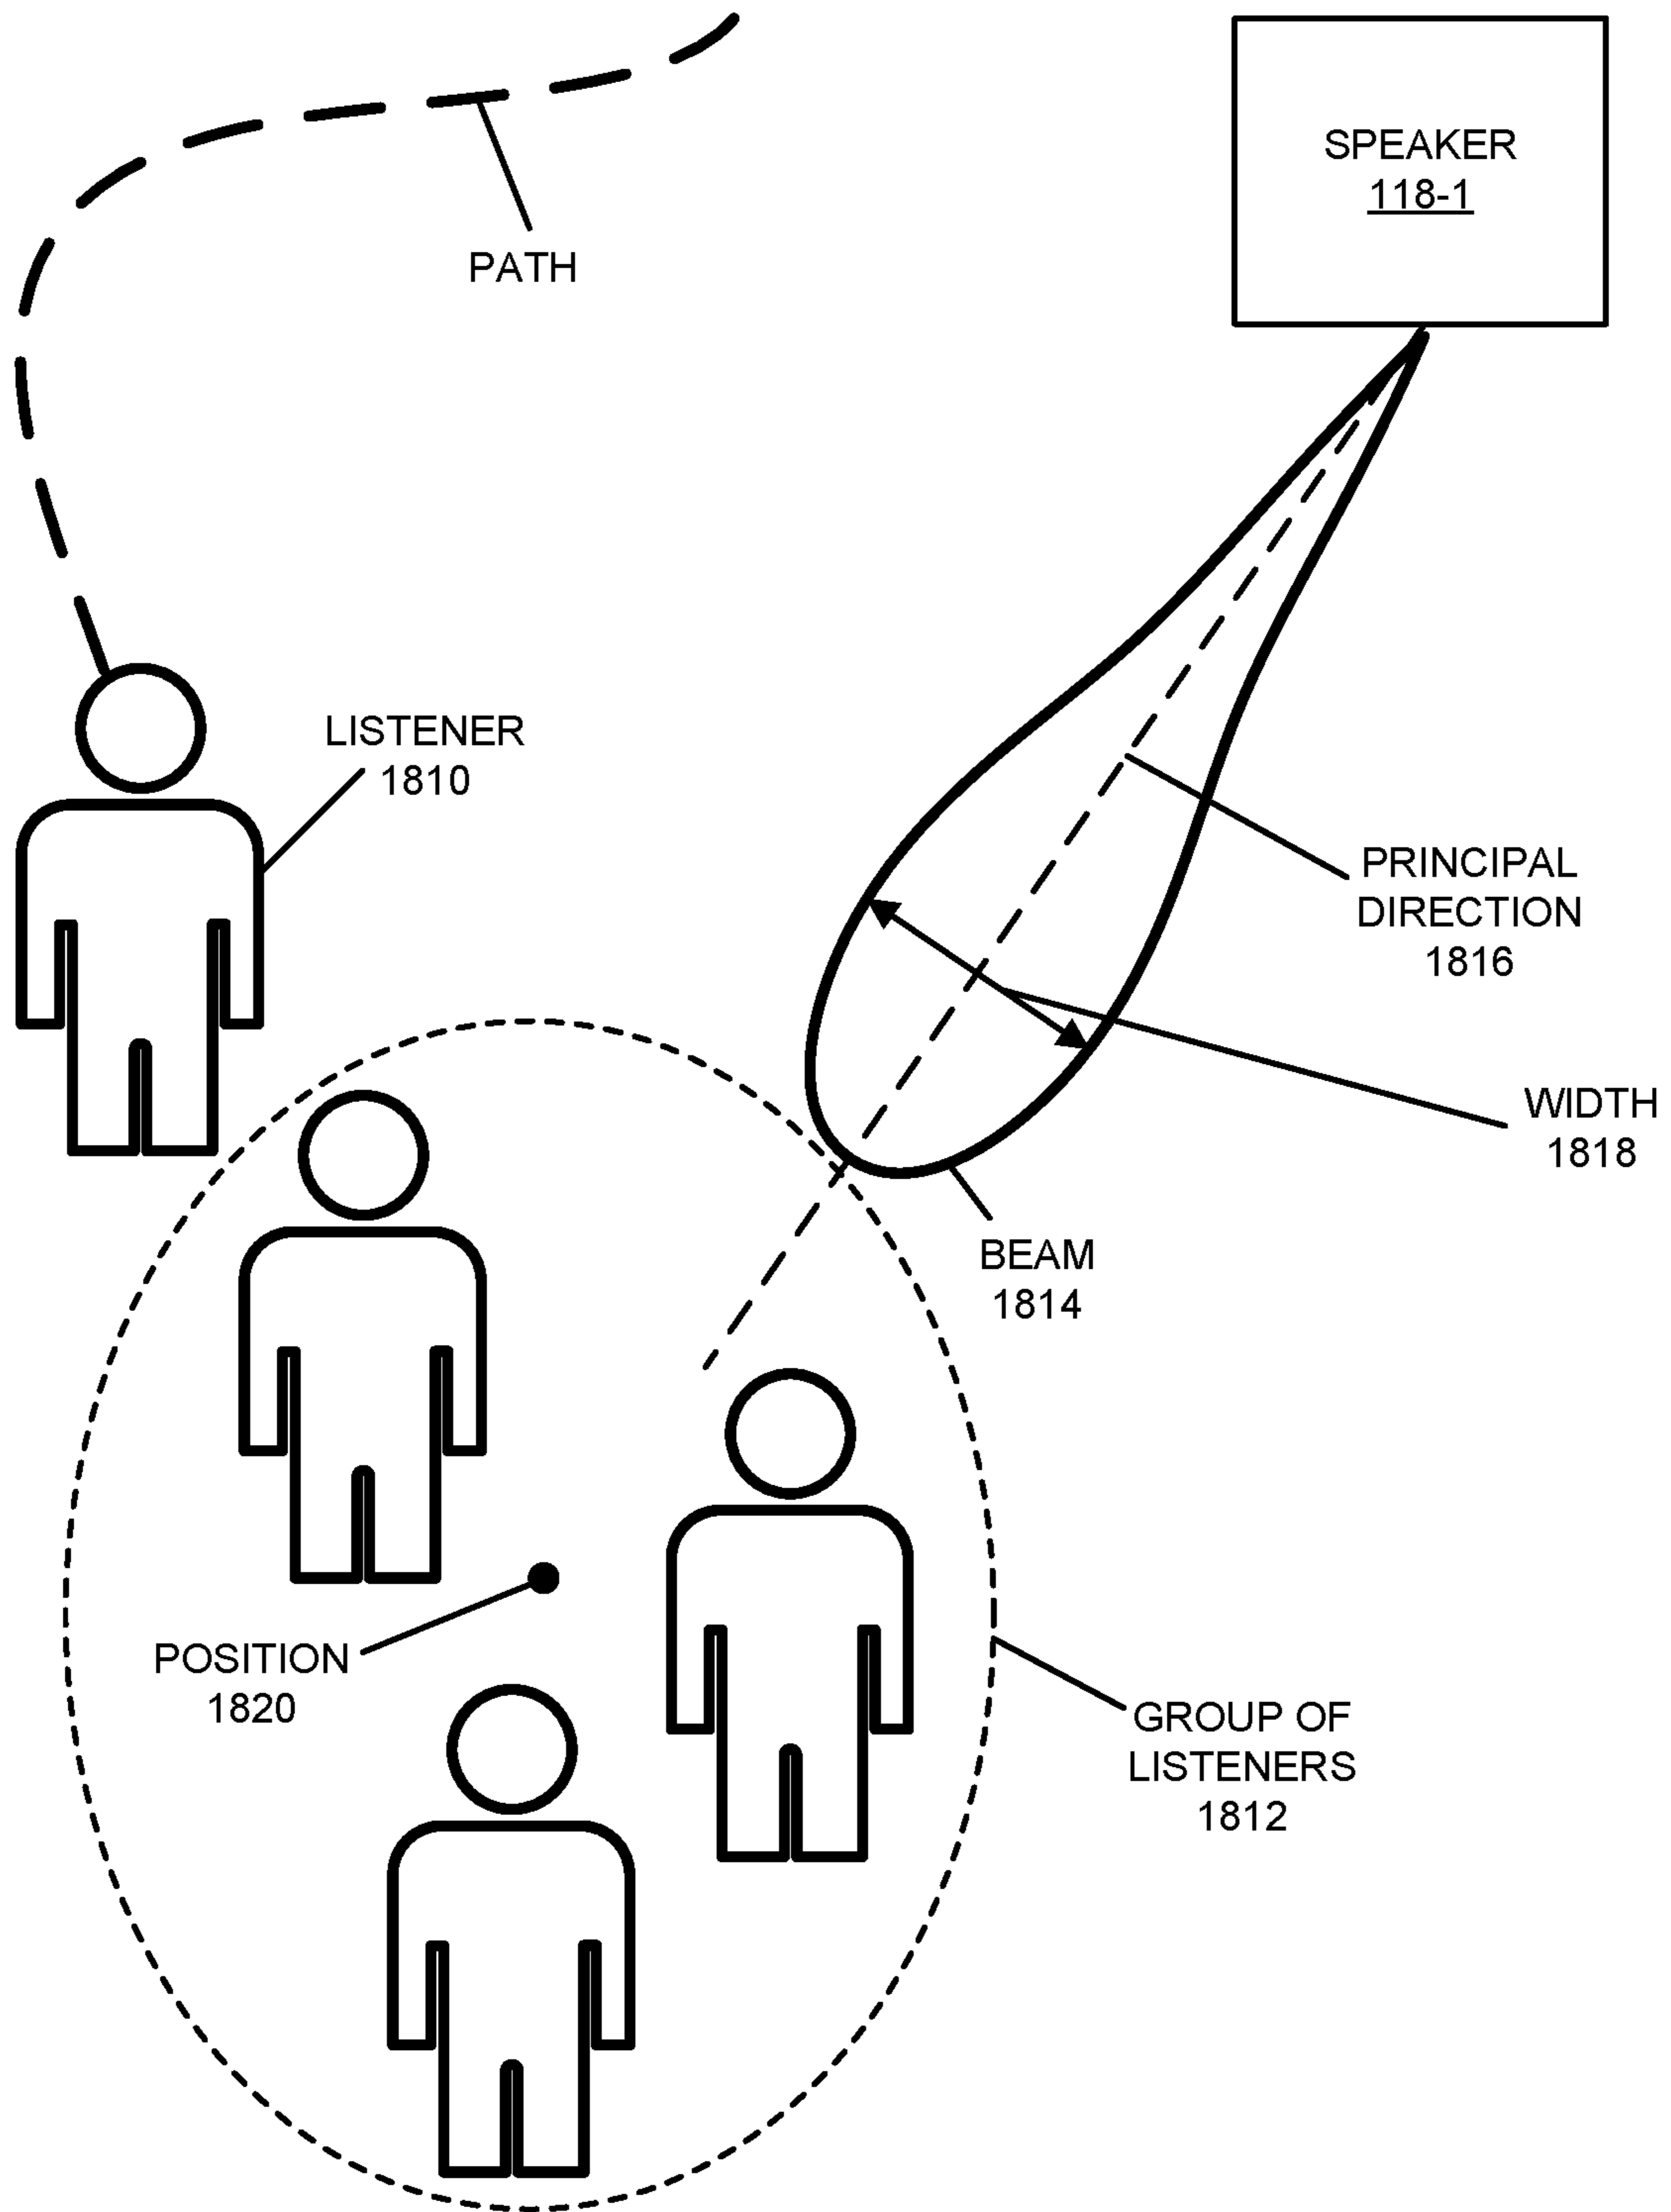 SPEAKER
118-1
PATH
LISTENER
1810
PRINCIPAL
DIRECTION
1816
WIDTH
1818
BEAM
1814
POSITION
1820
GROUP OF
LISTENERS
1812